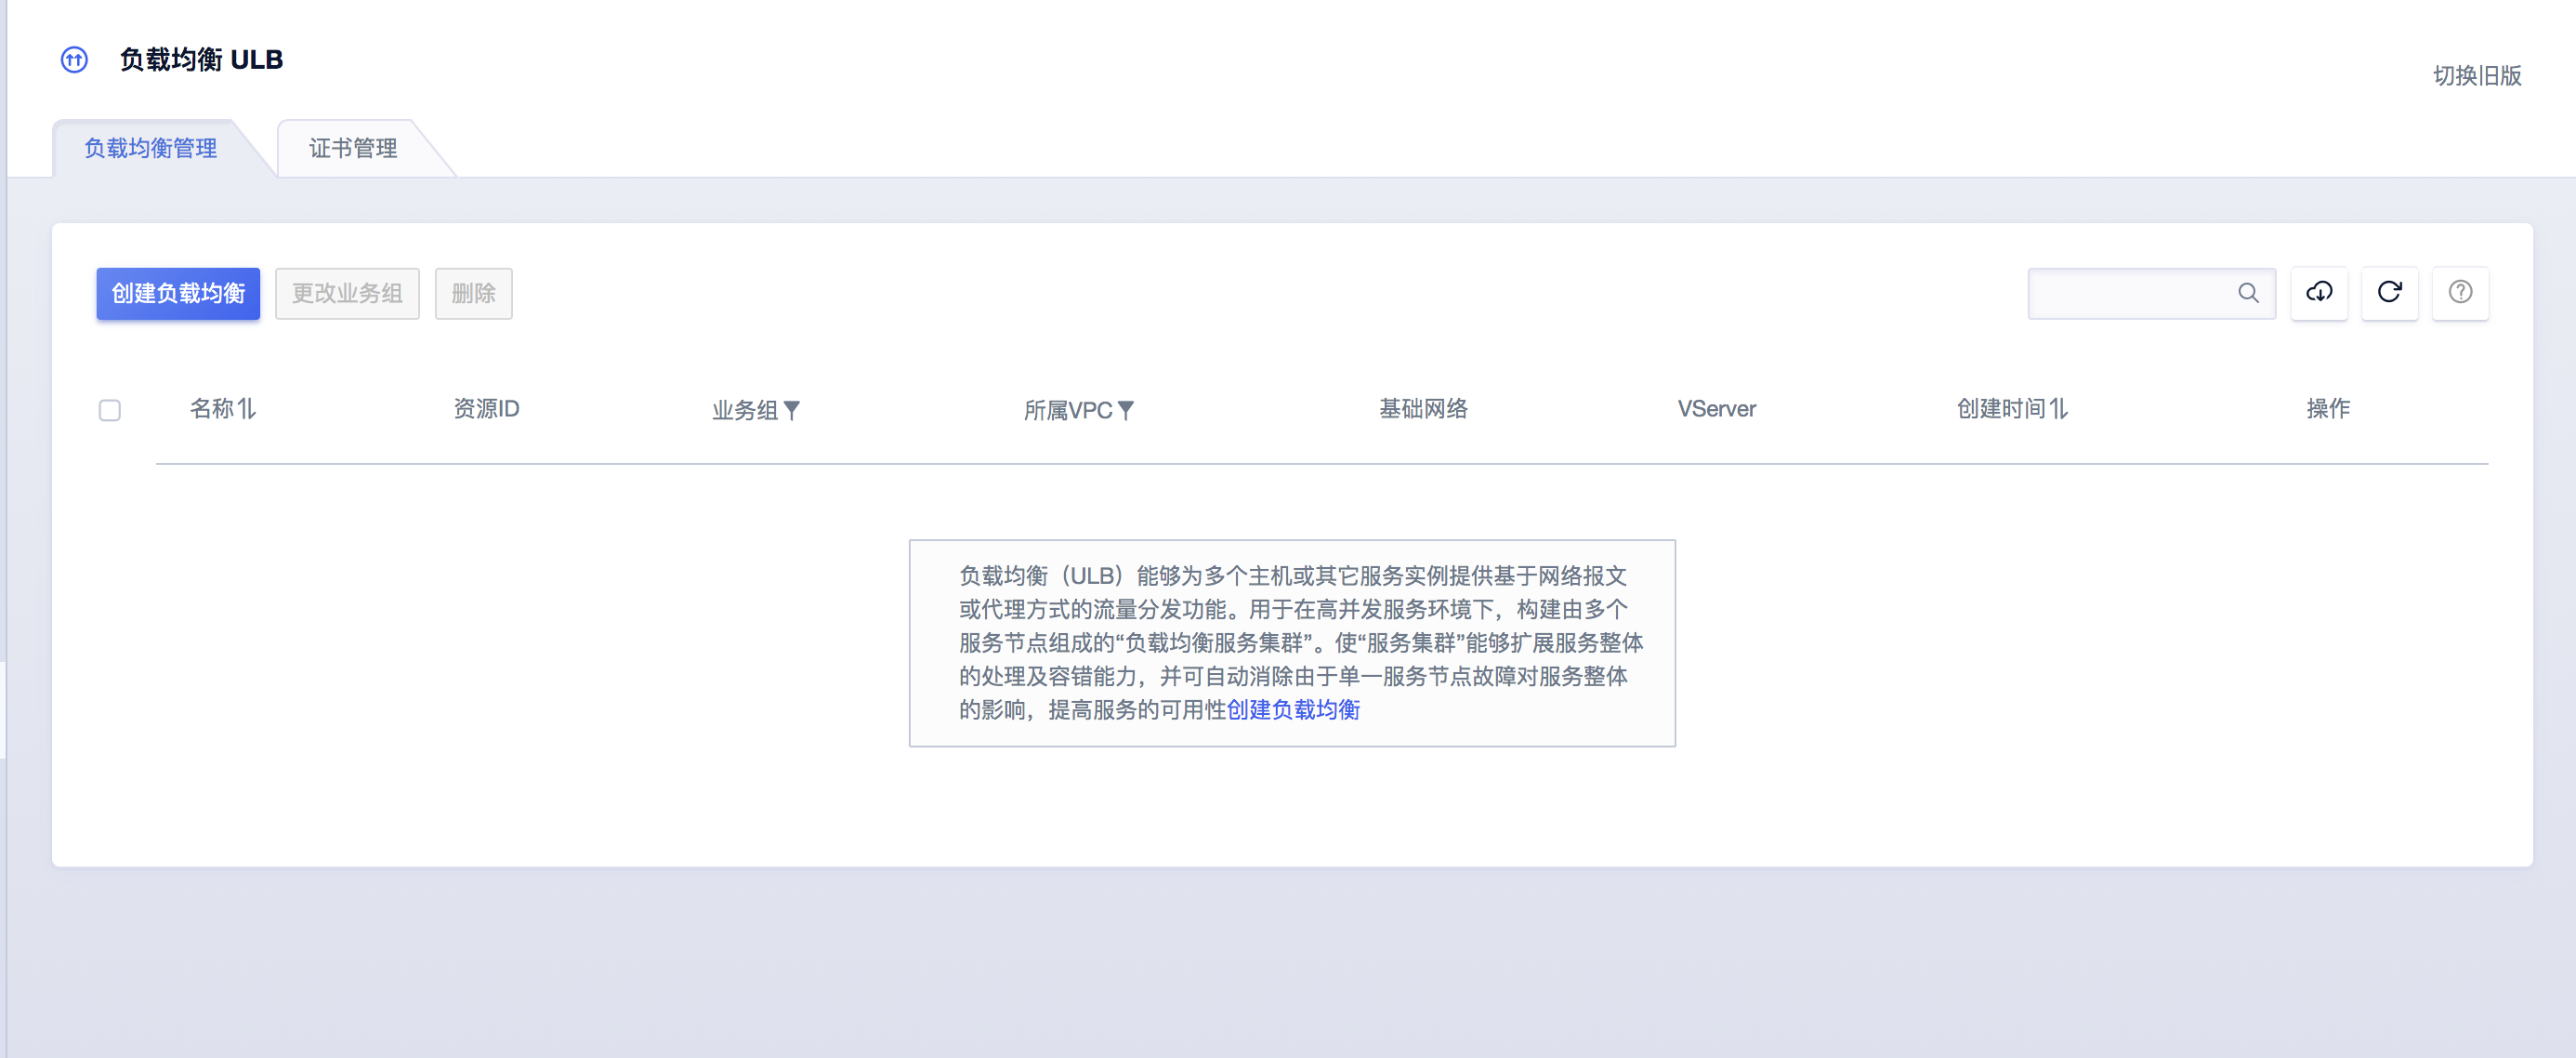 负载均衡 ULB
切换旧版
负载均衡管理
证书管理
创建负载均衡
更改业务组
删除
名称
资源ID
业务组
所属VPC
基础网络
VServer
创建时间
操作
负载均衡（ULB）能够为多个主机或其它服务实例提供基于网络报文
或代理方式的流量分发功能。用于在高并发服务环境下，构建由多个
服务节点组成的“负载均衡服务集群”。使“服务集群”能够扩展服务整体
的处理及容错能力，并可自动消除由于单一服务节点故障对服务整体
的影响，提高服务的可用性创建负载均衡